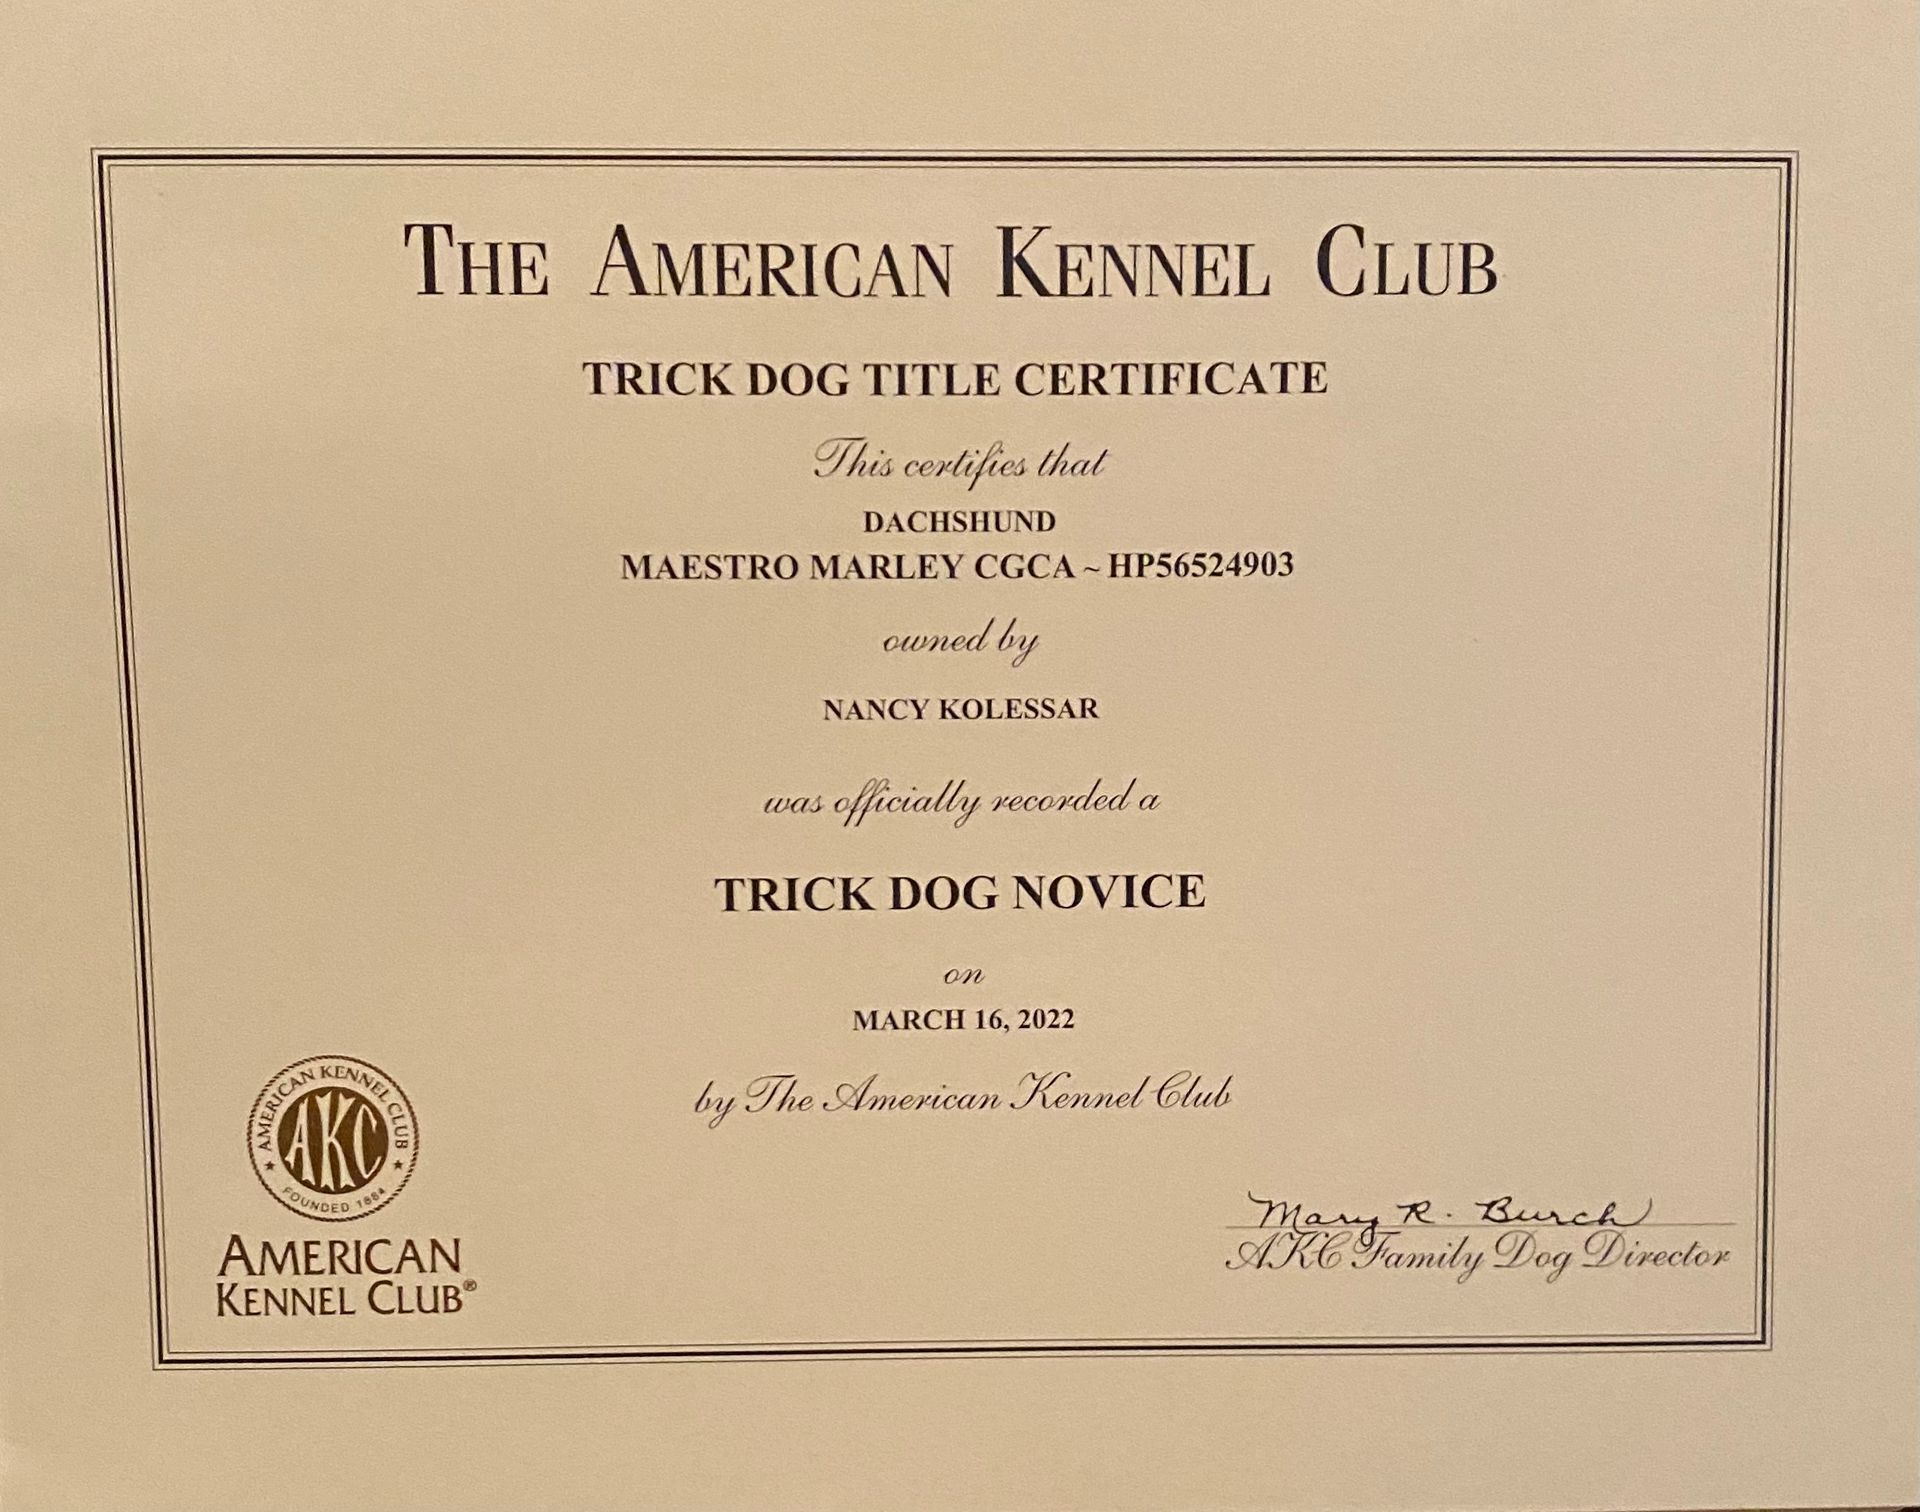 THE AMERICAN KENNEL CLUB
TRICK DOG TITLE CERTIFICATE
This certifies that
DACHSHUND
MAESTRO MARLEY CGCA ~ HP56524903
owned by
NANCY KOLESSAR
was officially recorded a
TRICK DOG NOVICE
on
MARCH 16, 2022
by The American Kennel Club
AMERICAN KENNEL CLUB
AKC
FOUNDED 1884
AMERICAN
KENNEL CLUB®
Mary R. Burch
AKC Family Dog Director